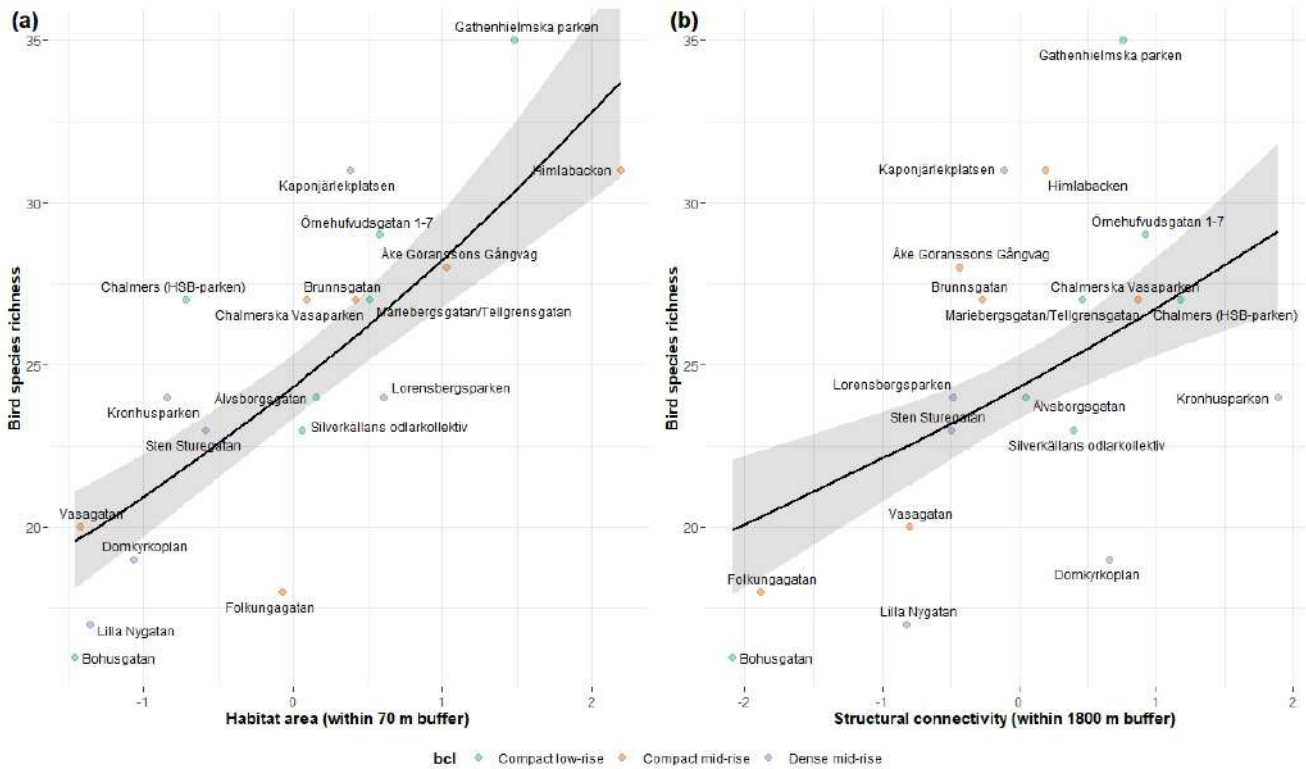 (a)
Bird species richness
35
30
25
20
Gathenhielmska parken
Himlabacken
Kaponjärlekplatsen
Örnehufvudsgatan 1-7
Åke Göranssons Gångväg
Chalmers (HSB-parken)
Brunnsgatan
Chalmerska Vasaparken
Mariebergsgatan/Tellgrensgatan
Kronhusparken
Älvsborgsgatan
Lorensbergsparken
Silverkällans odlarkollektiv
Sten Sturegatan
Vasagatan
Domkyrkoplan
Folkungagatan
Lilla Nygatan
Bohusgatan
-1
0
1
2
Habitat area (within 70 m buffer)
(b)
Bird species richness
35
30
25
20
Gathenhielmska parken
Kaponjärlekplatsen
Himlabacken
Örnehufvudsgatan 1-7
Åke Göranssons Gångväg
Brunnsgatan
Chalmerska Vasaparken
Mariebergsgatan/Tellgrensgatan
Chalmers (HSB-parken)
Lorensbergsparken
Kronhusparken
Älvsborgsgatan
Sten Sturegatan
Silverkällans odlarkollektiv
Vasagatan
Domkyrkoplan
Folkungagatan
Lilla Nygatan
Bohusgatan
-2
-1
0
1
2
Structural connectivity (within 1800 m buffer)
bcl
Compact low-rise
Compact mid-rise
Dense mid-rise